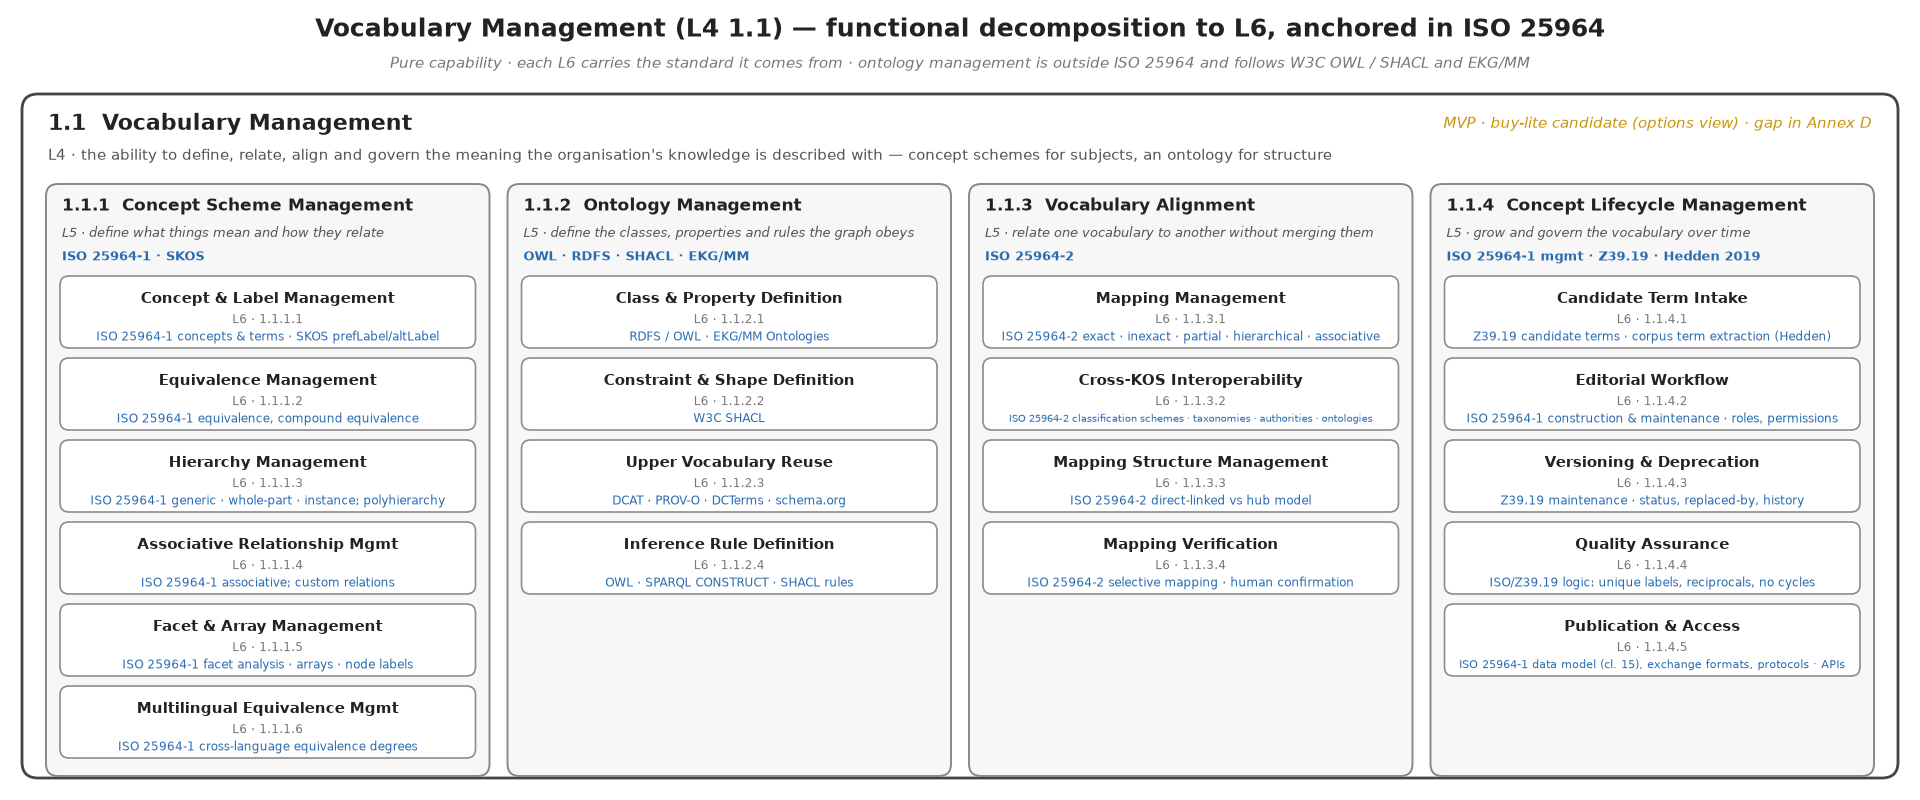 Vocabulary Management (L4 1.1) — functional decomposition to L6, anchored in ISO 25964
Pure capability · each L6 carries the standard it comes from · ontology management is outside ISO 25964 and follows W3C OWL / SHACL and EKG/MM
1.1 Vocabulary Management
MVP · buy-lite candidate (options view) · gap in Annex D
L4 · the ability to define, relate, align and govern the meaning the organisation's knowledge is described with — concept schemes for subjects, an ontology for structure
1.1.1 Concept Scheme Management
L5 · define what things mean and how they relate
ISO 25964-1 · SKOS
Concept & Label Management
L6 · 1.1.1.1
ISO 25964-1 concepts & terms · SKOS prefLabel/altLabel
Equivalence Management
L6 · 1.1.1.2
ISO 25964-1 equivalence, compound equivalence
Hierarchy Management
L6 · 1.1.1.3
ISO 25964-1 generic · whole-part · instance; polyhierarchy
Associative Relationship Mgmt
L6 · 1.1.1.4
ISO 25964-1 associative; custom relations
Facet & Array Management
L6 · 1.1.1.5
ISO 25964-1 facet analysis · arrays · node labels
Multilingual Equivalence Mgmt
L6 · 1.1.1.6
ISO 25964-1 cross-language equivalence degrees
1.1.2 Ontology Management
L5 · define the classes, properties and rules the graph obeys
OWL · RDFS · SHACL · EKG/MM
Class & Property Definition
L6 · 1.1.2.1
RDFS / OWL · EKG/MM Ontologies
Constraint & Shape Definition
L6 · 1.1.2.2
W3C SHACL
Upper Vocabulary Reuse
L6 · 1.1.2.3
DCAT · PROV-O · DCTerms · schema.org
Inference Rule Definition
L6 · 1.1.2.4
OWL · SPARQL CONSTRUCT · SHACL rules
1.1.3 Vocabulary Alignment
L5 · relate one vocabulary to another without merging them
ISO 25964-2
Mapping Management
L6 · 1.1.3.1
ISO 25964-2 exact · inexact · partial · hierarchical · associative
Cross-KOS Interoperability
L6 · 1.1.3.2
ISO 25964-2 classification schemes · taxonomies · authorities · ontologies
Mapping Structure Management
L6 · 1.1.3.3
ISO 25964-2 direct-linked vs hub model
Mapping Verification
L6 · 1.1.3.4
ISO 25964-2 selective mapping · human confirmation
1.1.4 Concept Lifecycle Management
L5 · grow and govern the vocabulary over time
ISO 25964-1 mgmt · Z39.19 · Hedden 2019
Candidate Term Intake
L6 · 1.1.4.1
Z39.19 candidate terms · corpus term extraction (Hedden)
Editorial Workflow
L6 · 1.1.4.2
ISO 25964-1 construction & maintenance · roles, permissions
Versioning & Deprecation
L6 · 1.1.4.3
Z39.19 maintenance · status, replaced-by, history
Quality Assurance
L6 · 1.1.4.4
ISO/Z39.19 logic: unique labels, reciprocals, no cycles
Publication & Access
L6 · 1.1.4.5
ISO 25964-1 data model (cl. 15), exchange formats, protocols · APIs